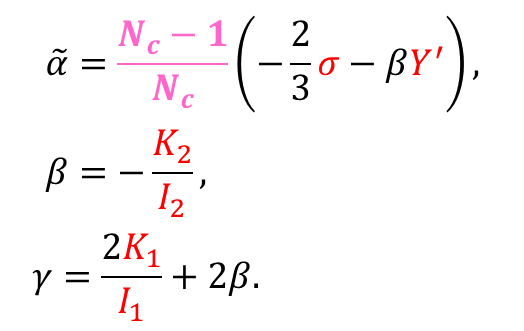 α̃ = (N_c − 1)/N_c (−2/3 σ − βY′),
β = − K_2/I_2,
γ = 2K_1/I_1 + 2β.